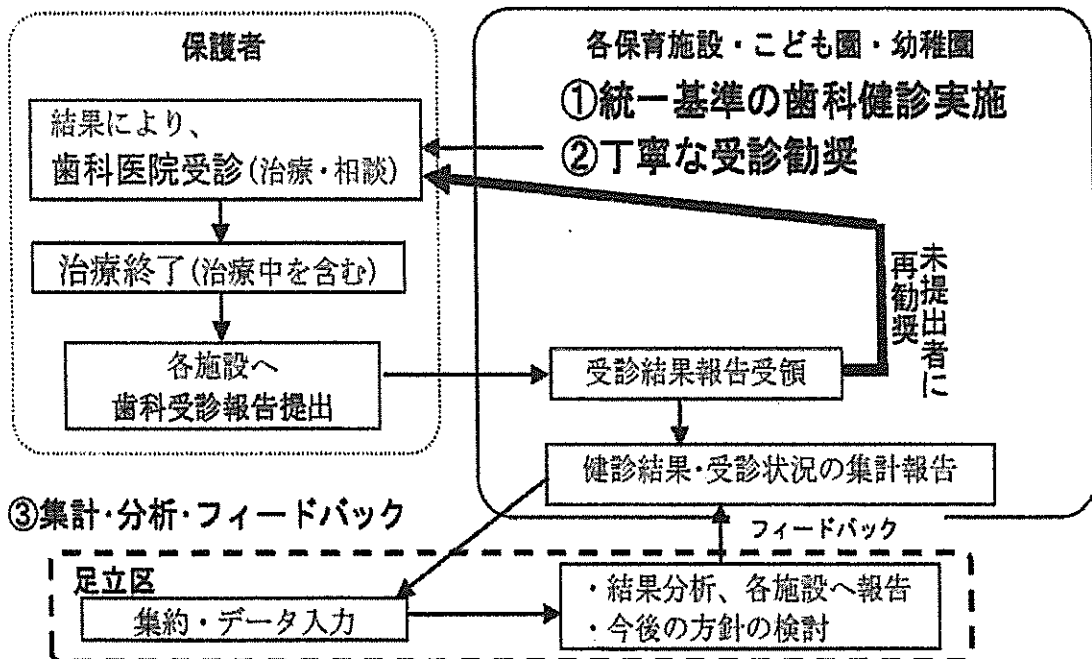 保護者
結果により、
歯科医院受診(治療・相談)
治療終了(治療中を含む)
各施設へ
歯科受診報告提出
各保育施設・こども園・幼稚園
①統一基準の歯科健診実施
②丁寧な受診勧奨
未提出者に
再勧奨
受診結果報告受領
健診結果・受診状況の集計報告
③集計・分析・フィードバック
フィードバック
足立区
集約・データ入力
・結果分析、各施設へ報告
・今後の方針の検討